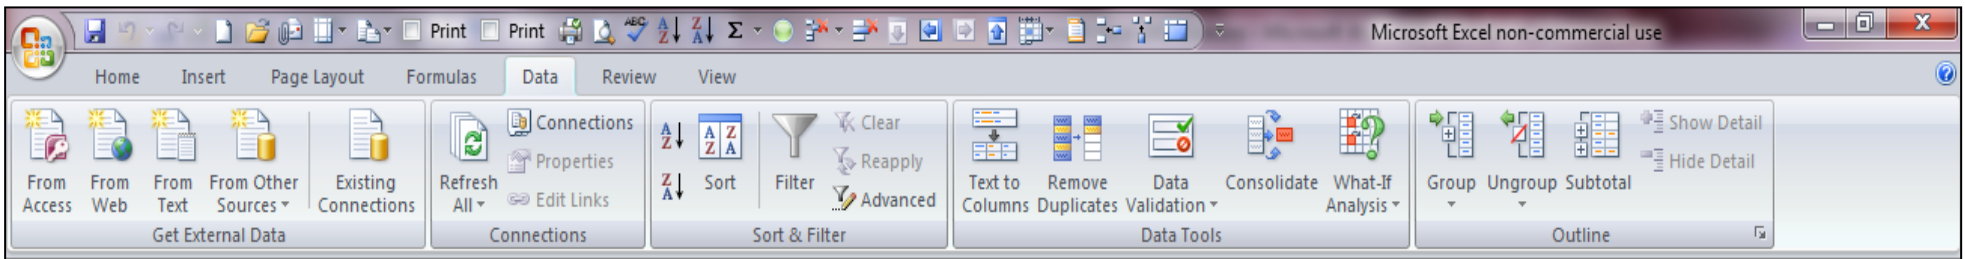 Print Print ABC Microsoft Excel non-commercial use
Home Insert Page Layout Formulas Data Review View
From Access
From Web
From Text
From Other Sources
Existing Connections
Get External Data
Refresh All
Connections
Properties
Edit Links
Connections
Sort
Filter
Clear
Reapply
Advanced
Sort & Filter
Text to Columns
Remove Duplicates
Data Validation
Consolidate
What-If Analysis
Data Tools
Group
Ungroup
Subtotal
Show Detail
Hide Detail
Outline